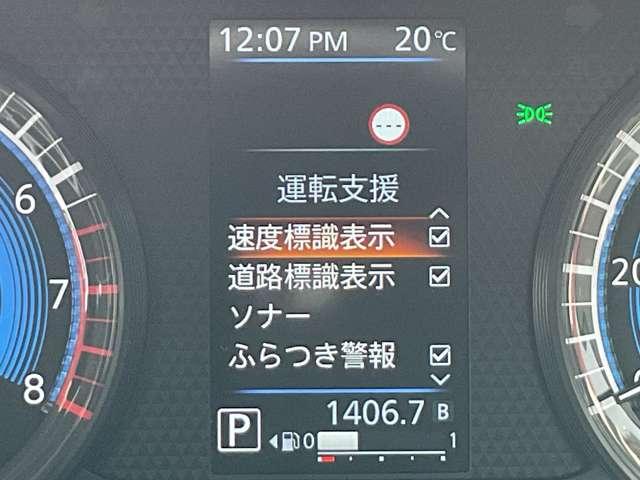 12:07 PM 20℃
---
運転支援
速度標識表示
道路標識表示
ソナー
ふらつき警報
1406.7 B
P 0 1
6
7
8
20